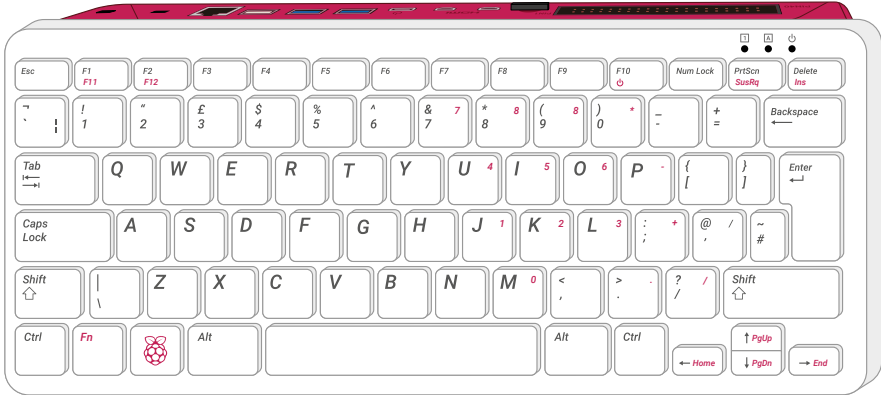 1 A
Esc F1 F2 F3 F4 F5 F6 F7 F8 F9 F10 Num Lock PrtScn Delete
F11 F12 SusRq Ins
¬ ! " £ $ % ^ & 7 * 8 ( 8 ) * _ + Backspace
` ¦ 1 2 3 4 5 6 7 8 9 0 - =
Tab Q W E R T Y U 4 I 5 O 6 P - { } Enter
[ ]
Caps A S D F G H J 1 K 2 L 3 : + @ / ~
Lock ; ' #
Shift | Z X C V B N M 0 < > . ? / Shift
\ , . /
Ctrl Fn Alt Alt Ctrl ↑ PgUp
← Home ↓ PgDn → End